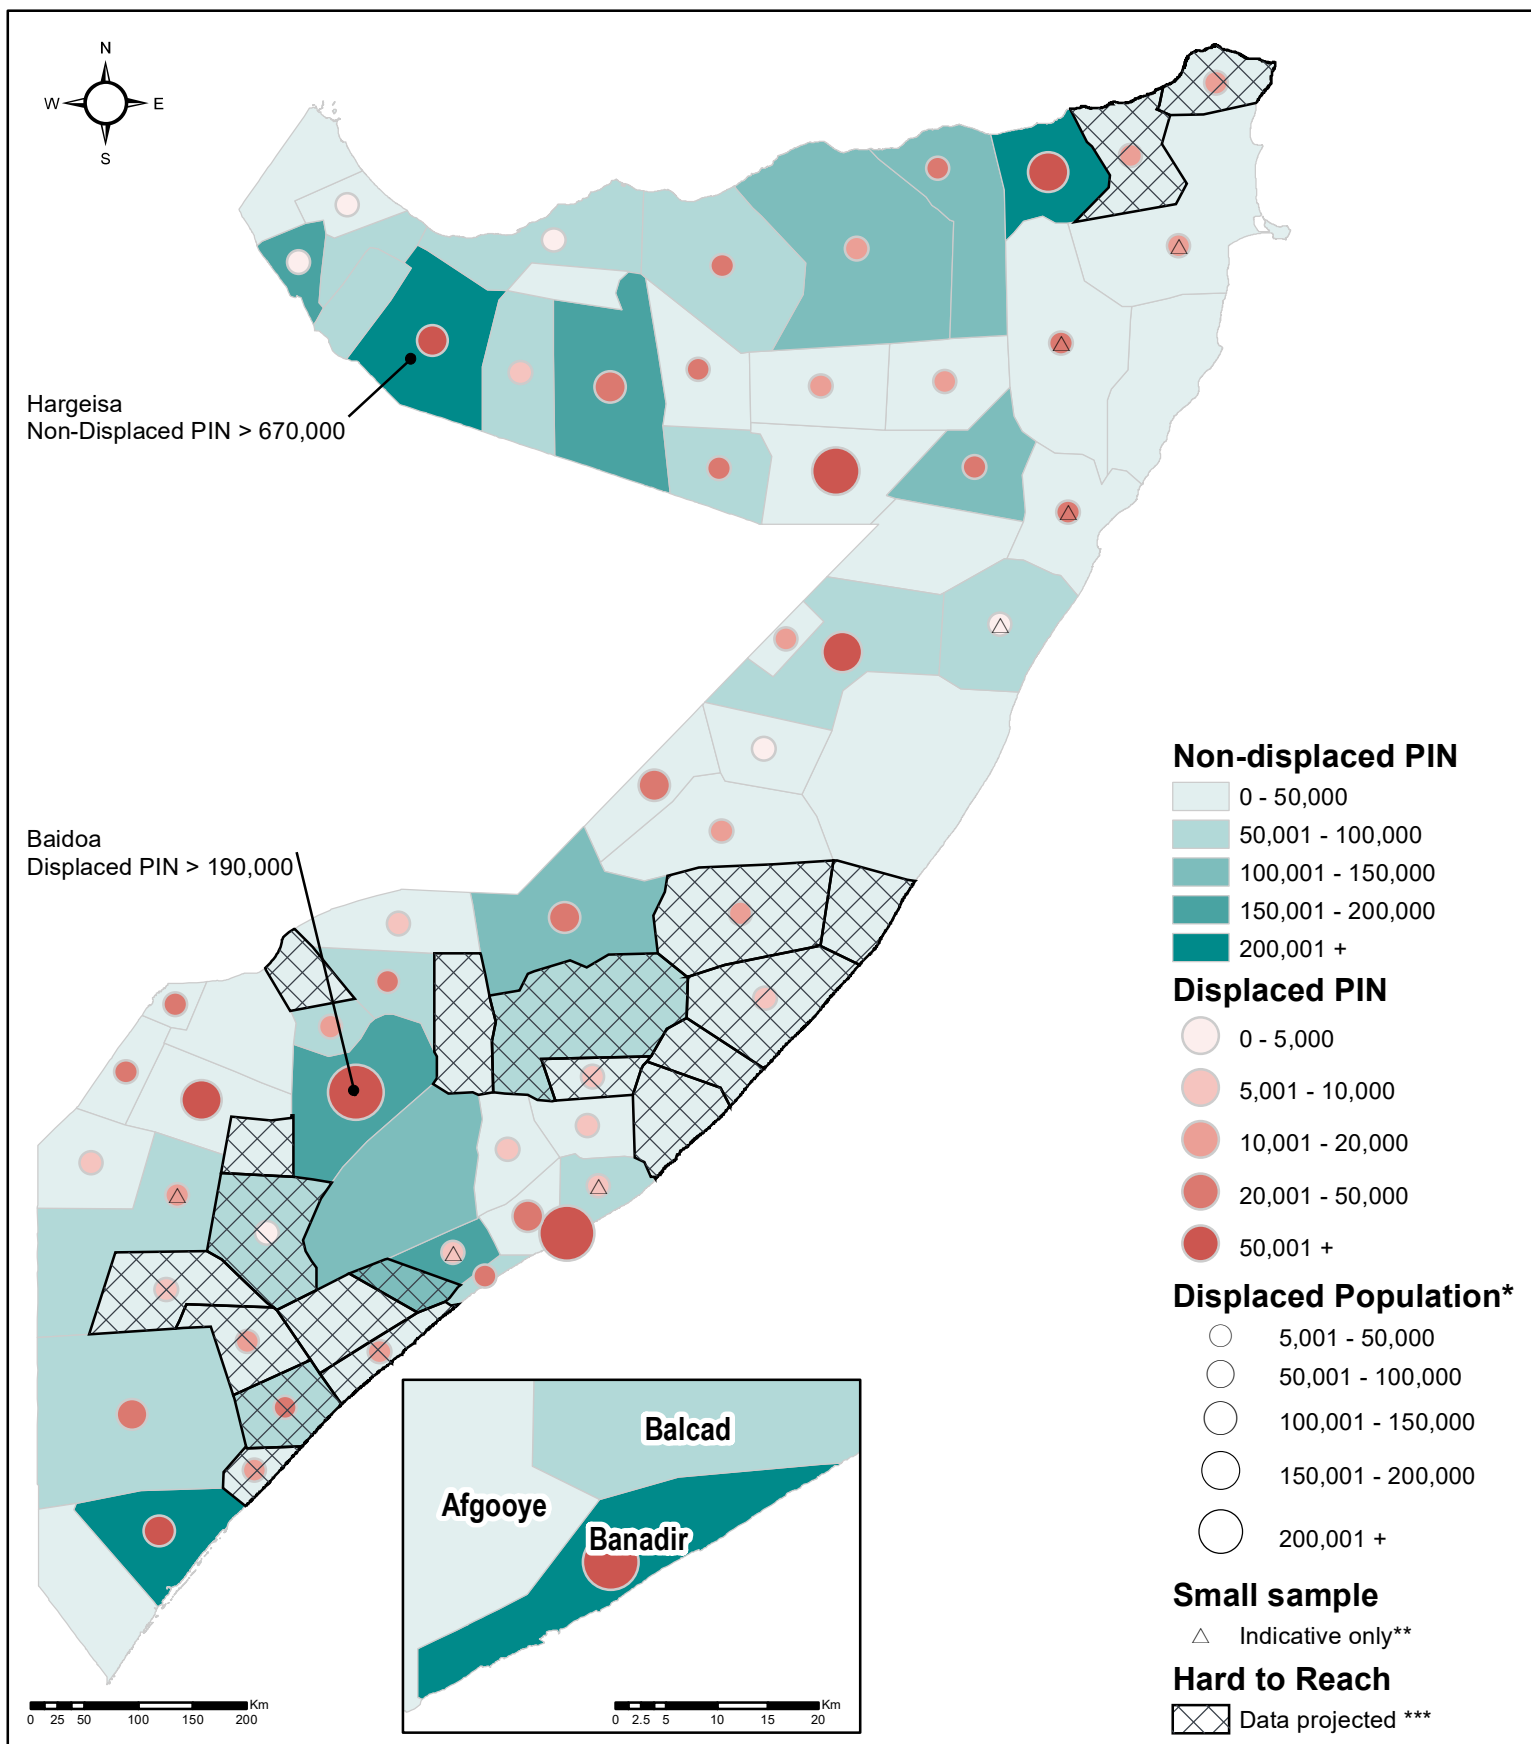 N
W
E
S
Hargeisa
Non-Displaced PIN > 670,000
Baidoa
Displaced PIN > 190,000
Non-displaced PIN
0 - 50,000
50,001 - 100,000
100,001 - 150,000
150,001 - 200,000
200,001 +
Displaced PIN
0 - 5,000
5,001 - 10,000
10,001 - 20,000
20,001 - 50,000
50,001 +
Displaced Population*
5,001 - 50,000
50,001 - 100,000
100,001 - 150,000
150,001 - 200,000
200,001 +
Small sample
Indicative only**
Hard to Reach
Data projected ***
Balcad
Afgooye
Banadir
Km
0 25 50 100 150 200
Km
0 2.5 5 10 15 20